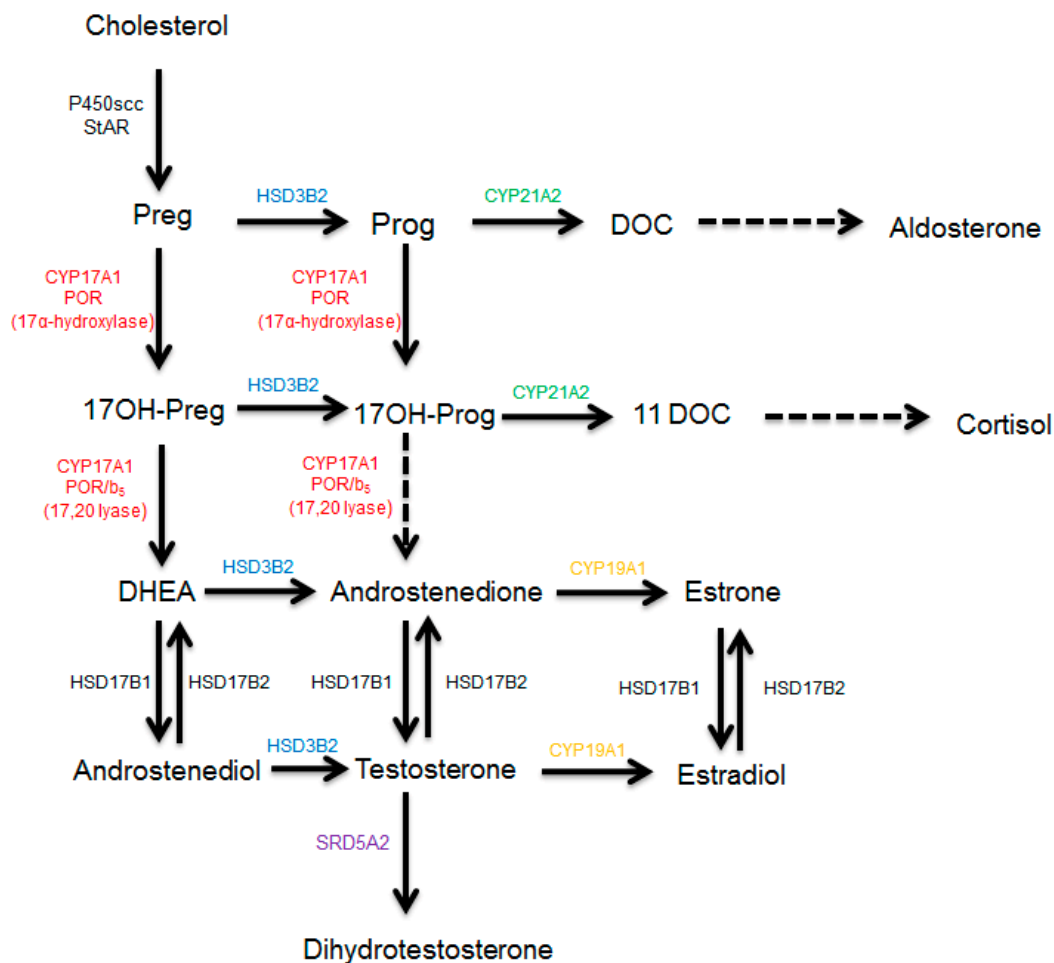 Cholesterol
P450scc
StAR
Preg
HSD3B2
Prog
CYP21A2
DOC
Aldosterone
CYP17A1
POR
(17α-hydroxylase)
CYP17A1
POR
(17α-hydroxylase)
17OH-Preg
HSD3B2
17OH-Prog
CYP21A2
11 DOC
Cortisol
CYP17A1
POR/b₅
(17,20 lyase)
CYP17A1
POR/b₅
(17,20 lyase)
DHEA
HSD3B2
Androstenedione
CYP19A1
Estrone
HSD17B1
HSD17B2
HSD17B1
HSD17B2
HSD17B1
HSD17B2
Androstenediol
HSD3B2
Testosterone
CYP19A1
Estradiol
SRD5A2
Dihydrotestosterone